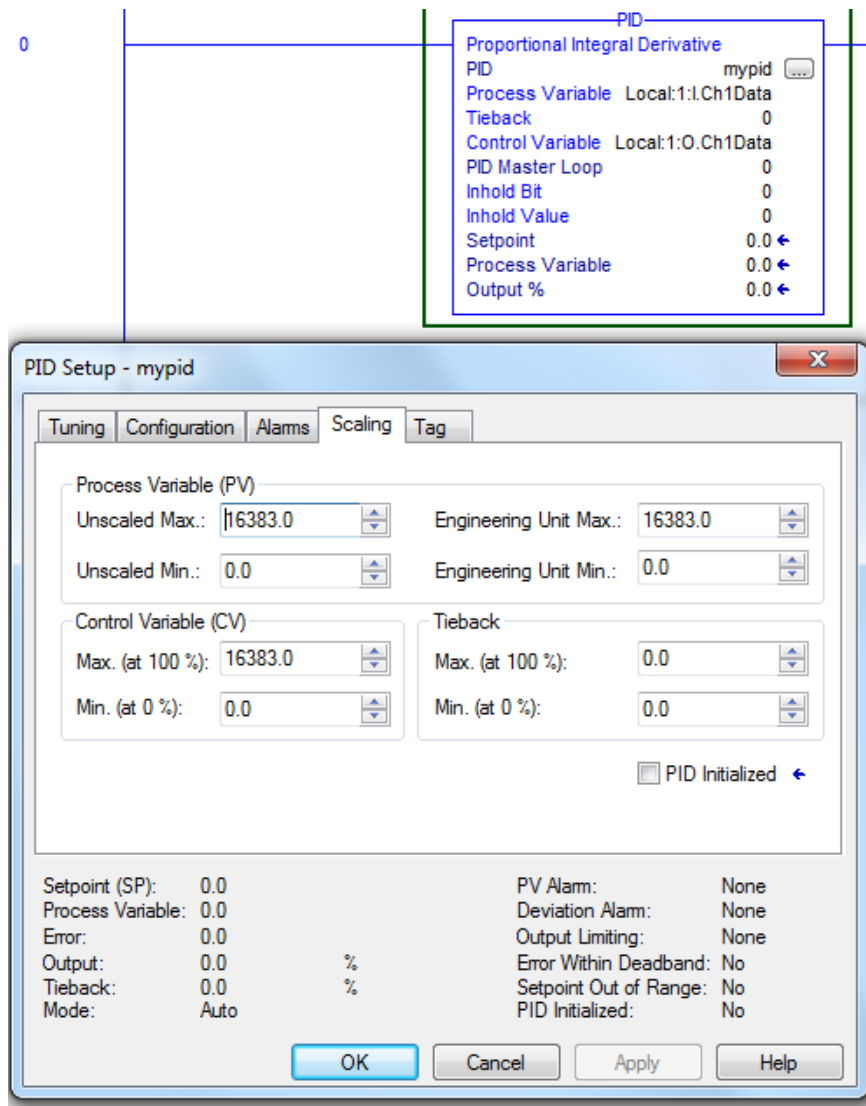 PID
0
Proportional Integral Derivative
PID mypid ...
Process Variable Local:1:I.Ch1Data
Tieback 0
Control Variable Local:1:O.Ch1Data
PID Master Loop 0
Inhold Bit 0
Inhold Value 0
Setpoint 0.0
Process Variable 0.0
Output % 0.0
PID Setup - mypid
Tuning Configuration Alarms Scaling Tag
Process Variable (PV)
Unscaled Max.: 16383.0 Engineering Unit Max.: 16383.0
Unscaled Min.: 0.0 Engineering Unit Min.: 0.0
Control Variable (CV) Tieback
Max. (at 100 %): 16383.0 Max. (at 100 %): 0.0
Min. (at 0 %): 0.0 Min. (at 0 %): 0.0
PID Initialized
Setpoint (SP): 0.0 PV Alarm: None
Process Variable: 0.0 Deviation Alarm: None
Error: 0.0 Output Limiting: None
Output: 0.0 % Error Within Deadband: No
Tieback: 0.0 % Setpoint Out of Range: No
Mode: Auto PID Initialized: No
OK Cancel Apply Help